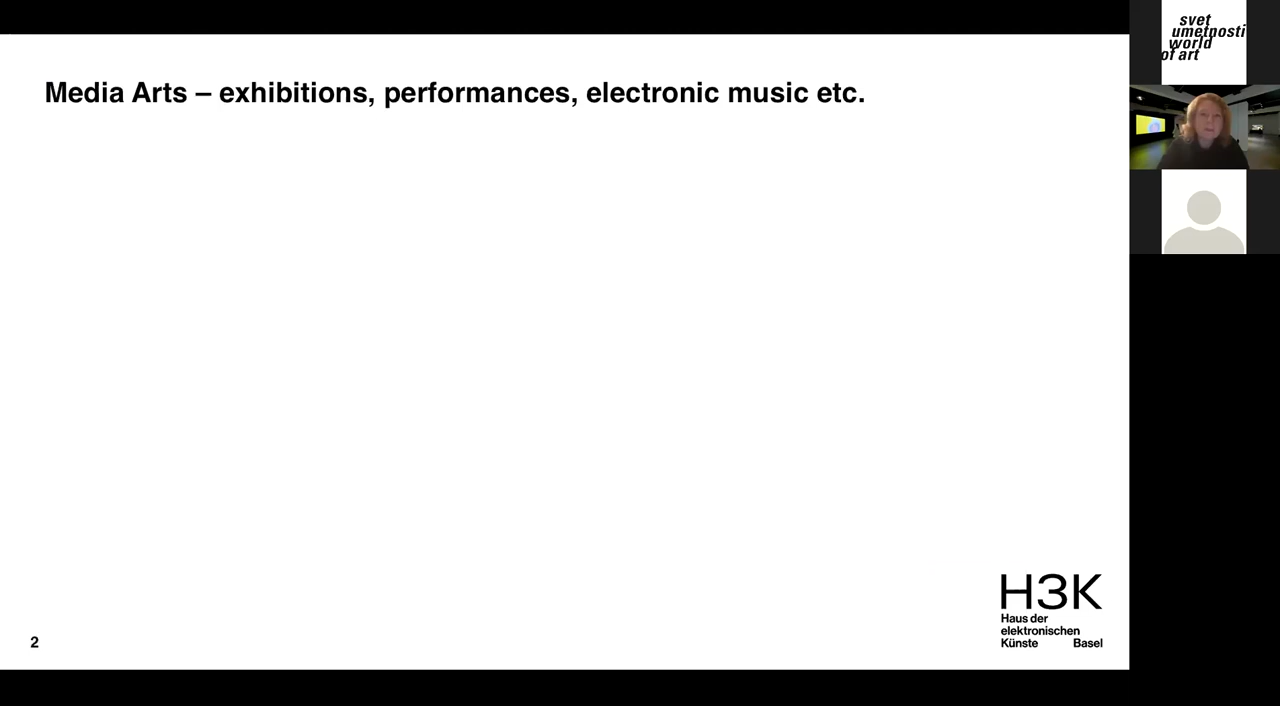 Media Arts – exhibitions, performances, electronic music etc.
svet
umetnosti
world
of art
H3K
Haus der
elektronischen
Künste Basel
2